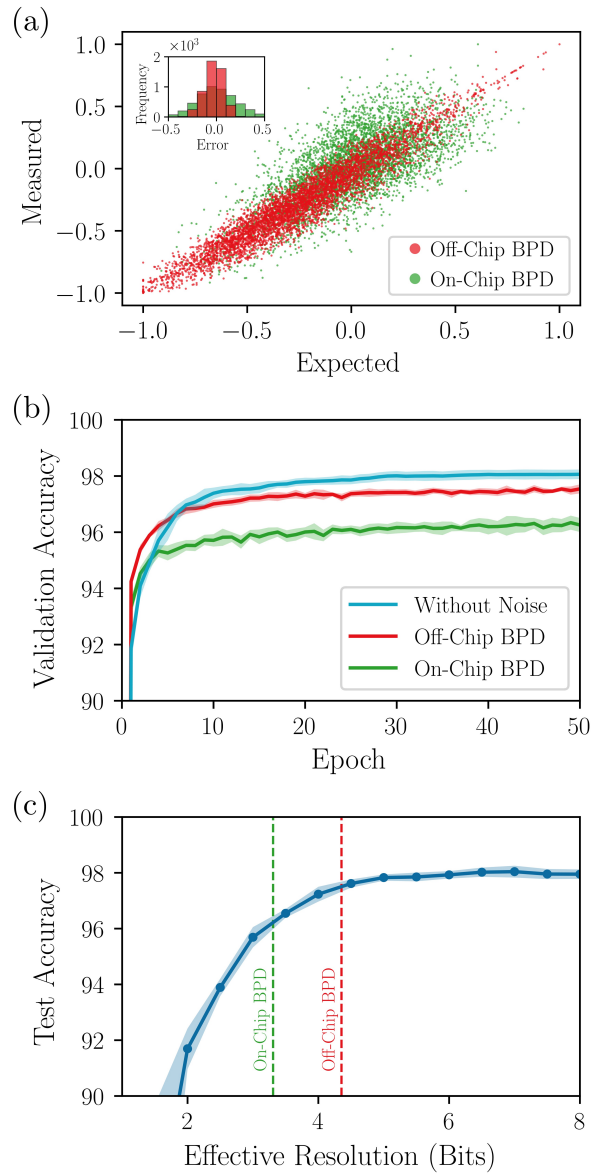 (a)
×10³
2
1
0
Frequency
−0.5
0.0
0.5
Error
1.0
0.5
0.0
−0.5
−1.0
Measured
Off-Chip BPD
On-Chip BPD
−1.0
−0.5
0.0
0.5
1.0
Expected
(b)
100
98
96
94
92
90
Validation Accuracy
Without Noise
Off-Chip BPD
On-Chip BPD
0
10
20
30
40
50
Epoch
(c)
100
98
96
94
92
90
Test Accuracy
On-Chip BPD
Off-Chip BPD
2
4
6
8
Effective Resolution (Bits)